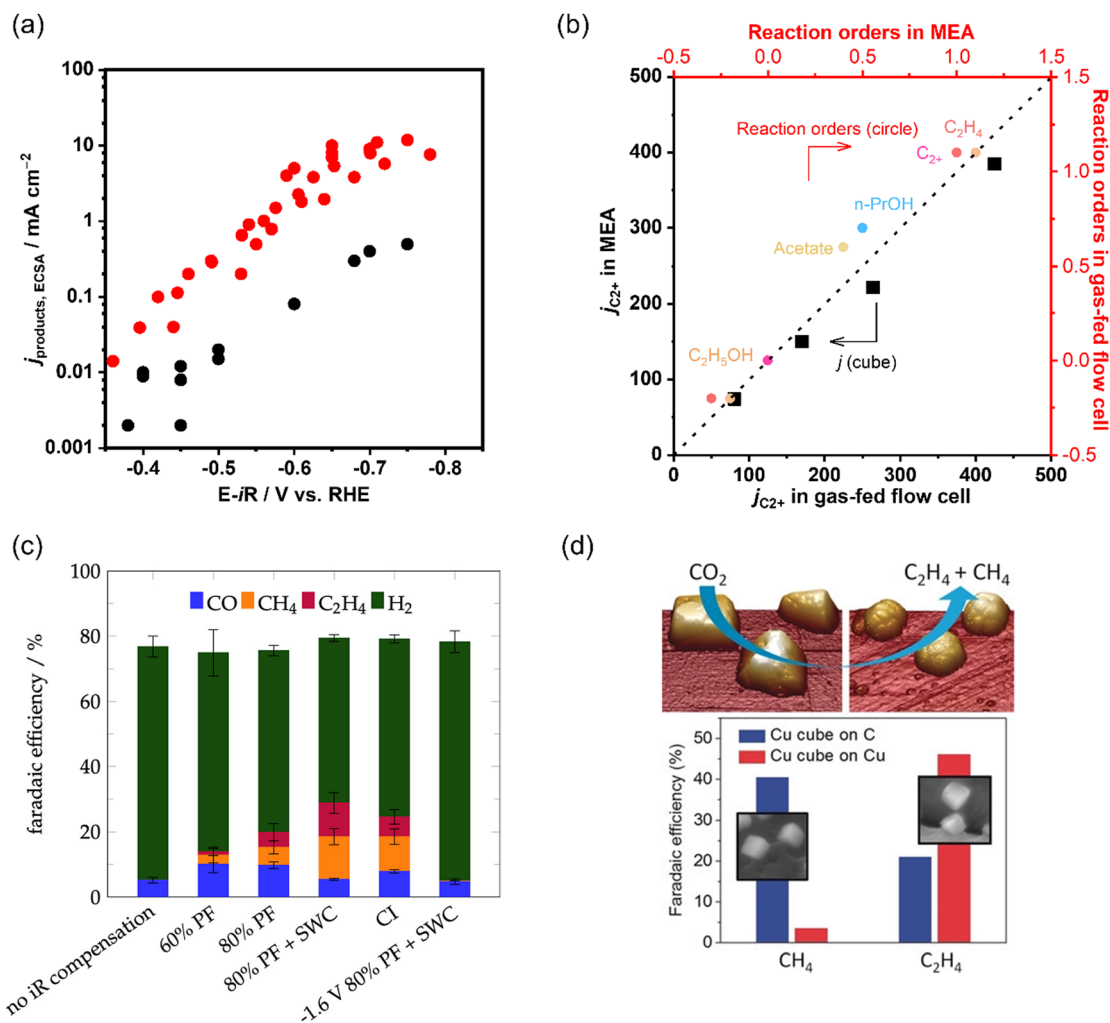 (a)
100
10
1
0.1
0.01
0.001
j products, ECSA / mA cm−2
-0.4 -0.5 -0.6 -0.7 -0.8
E-iR / V vs. RHE
(b)
Reaction orders in MEA
-0.5 0.0 0.5 1.0 1.5
500
400
300
200
100
0
jC2+ in MEA
Reaction orders (circle)
C2H4
C2+
n-PrOH
Acetate
C2H5OH
j (cube)
1.5
1.0
0.5
0.0
-0.5
Reaction orders in gas-fed flow cell
0 100 200 300 400 500
jC2+ in gas-fed flow cell
(c)
100
80
60
40
20
0
faradaic efficiency / %
CO CH4 C2H4 H2
no iR compensation
60% PF
80% PF
80% PF + SWC
CI
-1.6 V 80% PF + SWC
(d)
CO2
C2H4 + CH4
50
40
30
20
10
0
Faradaic efficiency (%)
Cu cube on C
Cu cube on Cu
CH4 C2H4